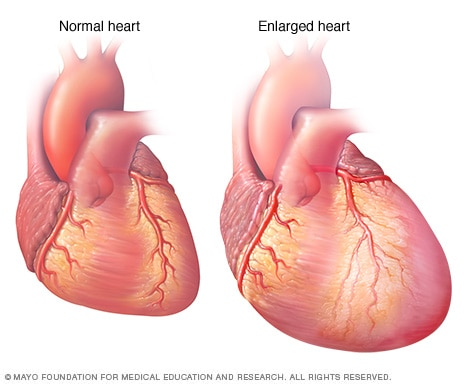 Normal heart
Enlarged heart
© MAYO FOUNDATION FOR MEDICAL EDUCATION AND RESEARCH. ALL RIGHTS RESERVED.